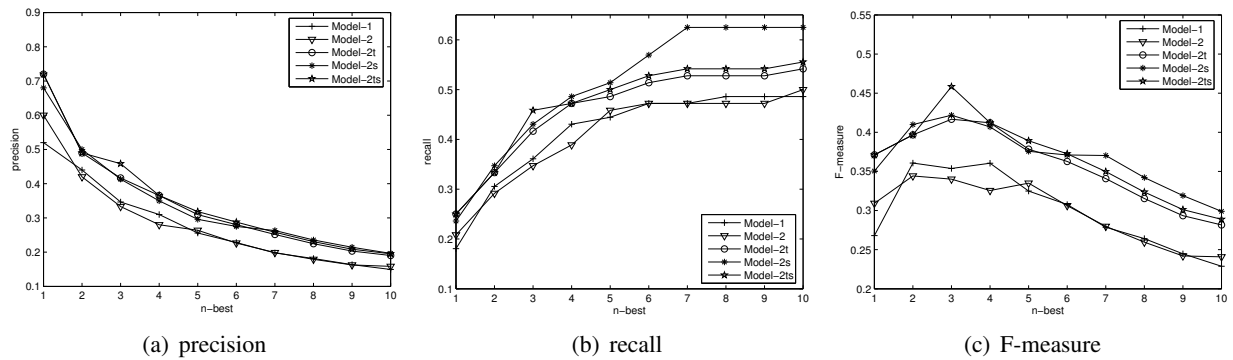 0.9
0.8
0.7
0.6
0.5
0.4
0.3
0.2
0.1
precision
1 2 3 4 5 6 7 8 9 10
n−best
Model−1
Model−2
Model−2t
Model−2s
Model−2ts
(a) precision
0.7
0.6
0.5
0.4
0.3
0.2
0.1
recall
1 2 3 4 5 6 7 8 9 10
n−best
Model−1
Model−2
Model−2t
Model−2s
Model−2ts
(b) recall
0.55
0.5
0.45
0.4
0.35
0.3
0.25
0.2
F−measure
1 2 3 4 5 6 7 8 9 10
n−best
Model−1
Model−2
Model−2t
Model−2s
Model−2ts
(c) F-measure